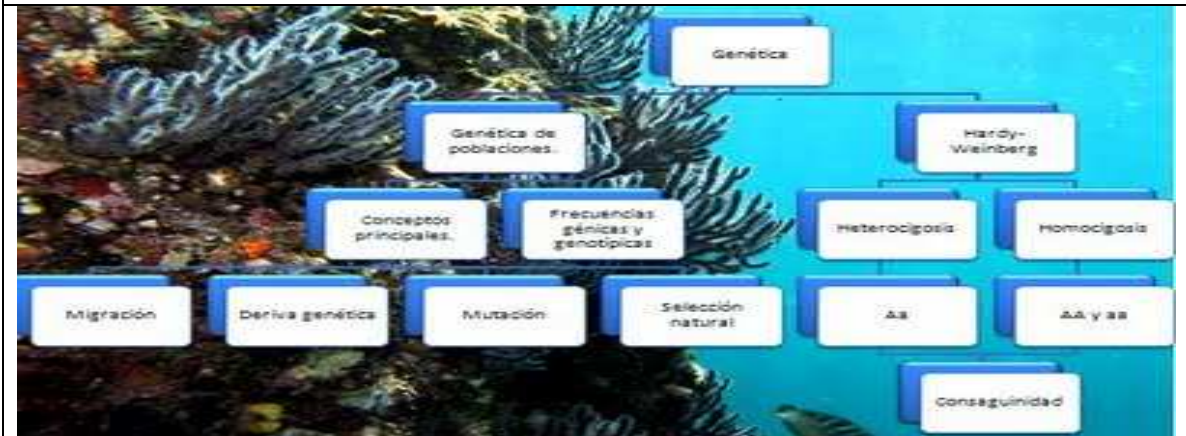 Genética
Genética de
poblaciones.
Hardy-
Weinberg
Conceptos
principales.
Frecuencias
génicas y
genotípicas
Heterocigosis
Homocigosis
Migración
Deriva genética
Mutación
Selección
natural
Aa
AA y aa
Consaguinidad